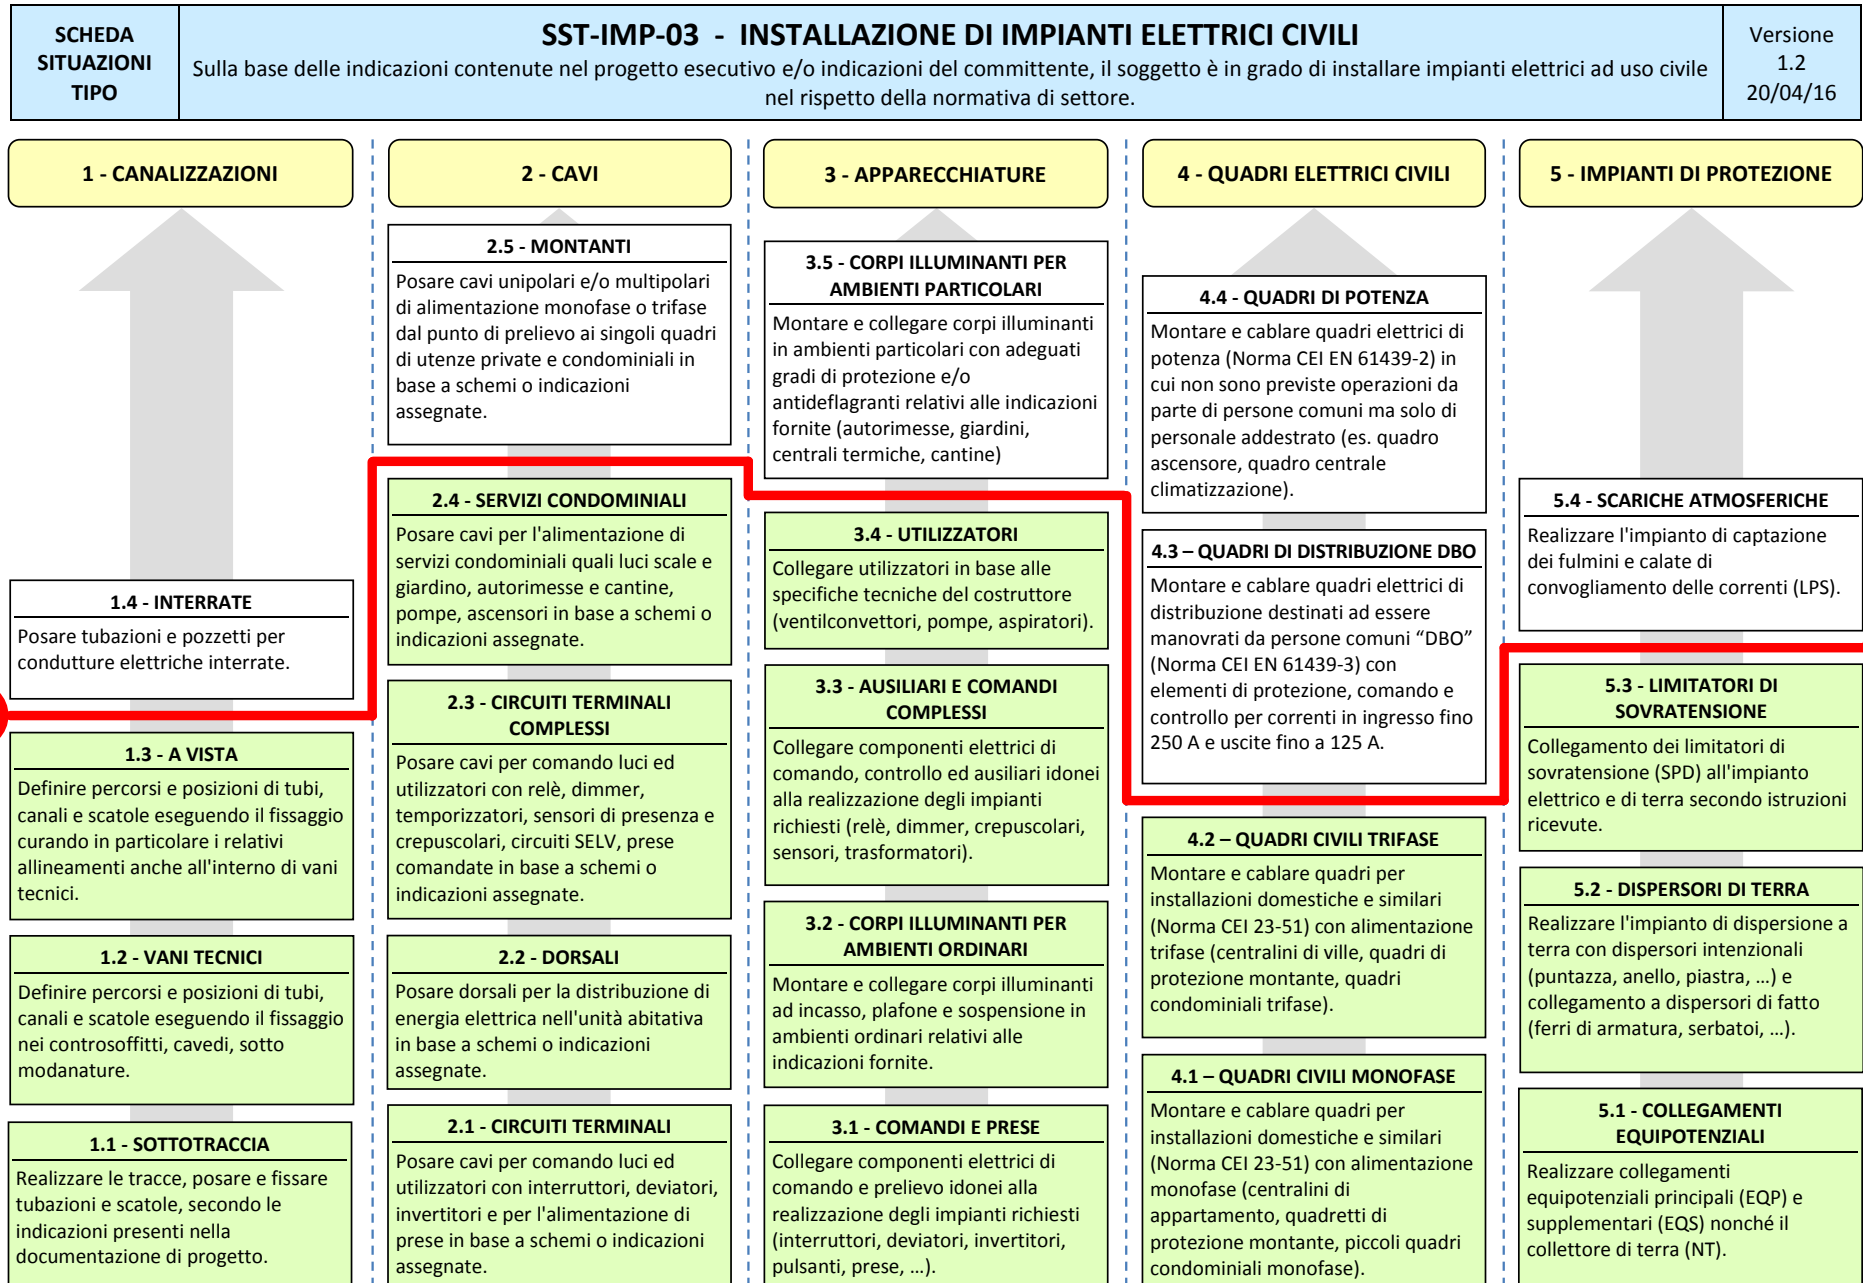 SCHEDA
SITUAZIONI
TIPO
SST-IMP-03 - INSTALLAZIONE DI IMPIANTI ELETTRICI CIVILI
Sulla base delle indicazioni contenute nel progetto esecutivo e/o indicazioni del committente, il soggetto è in grado di installare impianti elettrici ad uso civile
nel rispetto della normativa di settore.
Versione
1.2
20/04/16
1 - CANALIZZAZIONI
1.4 - INTERRATE
Posare tubazioni e pozzetti per
condutture elettriche interrate.
1.3 - A VISTA
Definire percorsi e posizioni di tubi,
canali e scatole eseguendo il fissaggio
curando in particolare i relativi
allineamenti anche all'interno di vani
tecnici.
1.2 - VANI TECNICI
Definire percorsi e posizioni di tubi,
canali e scatole eseguendo il fissaggio
nei controsoffitti, cavedi, sotto
modanature.
1.1 - SOTTOTRACCIA
Realizzare le tracce, posare e fissare
tubazioni e scatole, secondo le
indicazioni presenti nella
documentazione di progetto.
2 - CAVI
2.5 - MONTANTI
Posare cavi unipolari e/o multipolari
di alimentazione monofase o trifase
dal punto di prelievo ai singoli quadri
di utenze private e condominiali in
base a schemi o indicazioni
assegnate.
2.4 - SERVIZI CONDOMINIALI
Posare cavi per l'alimentazione di
servizi condominiali quali luci scale e
giardino, autorimesse e cantine,
pompe, ascensori in base a schemi o
indicazioni assegnate.
2.3 - CIRCUITI TERMINALI
COMPLESSI
Posare cavi per comando luci ed
utilizzatori con relè, dimmer,
temporizzatori, sensori di presenza e
crepuscolari, circuiti SELV, prese
comandate in base a schemi o
indicazioni assegnate.
2.2 - DORSALI
Posare dorsali per la distribuzione di
energia elettrica nell'unità abitativa
in base a schemi o indicazioni
assegnate.
2.1 - CIRCUITI TERMINALI
Posare cavi per comando luci ed
utilizzatori con interruttori, deviatori,
invertitori e per l'alimentazione di
prese in base a schemi o indicazioni
assegnate.
3 - APPARECCHIATURE
3.5 - CORPI ILLUMINANTI PER
AMBIENTI PARTICOLARI
Montare e collegare corpi illuminanti
in ambienti particolari con adeguati
gradi di protezione e/o
antideflagranti relativi alle indicazioni
fornite (autorimesse, giardini,
centrali termiche, cantine)
3.4 - UTILIZZATORI
Collegare utilizzatori in base alle
specifiche tecniche del costruttore
(ventilconvettori, pompe, aspiratori).
3.3 - AUSILIARI E COMANDI
COMPLESSI
Collegare componenti elettrici di
comando, controllo ed ausiliari idonei
alla realizzazione degli impianti
richiesti (relè, dimmer, crepuscolari,
sensori, trasformatori).
3.2 - CORPI ILLUMINANTI PER
AMBIENTI ORDINARI
Montare e collegare corpi illuminanti
ad incasso, plafone e sospensione in
ambienti ordinari relativi alle
indicazioni fornite.
3.1 - COMANDI E PRESE
Collegare componenti elettrici di
comando e prelievo idonei alla
realizzazione degli impianti richiesti
(interruttori, deviatori, invertitori,
pulsanti, prese, ...).
4 - QUADRI ELETTRICI CIVILI
4.4 - QUADRI DI POTENZA
Montare e cablare quadri elettrici di
potenza (Norma CEI EN 61439-2) in
cui non sono previste operazioni da
parte di persone comuni ma solo di
personale addestrato (es. quadro
ascensore, quadro centrale
climatizzazione).
4.3 – QUADRI DI DISTRIBUZIONE DBO
Montare e cablare quadri elettrici di
distribuzione destinati ad essere
manovrati da persone comuni “DBO”
(Norma CEI EN 61439-3) con
elementi di protezione, comando e
controllo per correnti in ingresso fino
250 A e uscite fino a 125 A.
4.2 – QUADRI CIVILI TRIFASE
Montare e cablare quadri per
installazioni domestiche e similari
(Norma CEI 23-51) con alimentazione
trifase (centralini di ville, quadri di
protezione montante, quadri
condominiali trifase).
4.1 – QUADRI CIVILI MONOFASE
Montare e cablare quadri per
installazioni domestiche e similari
(Norma CEI 23-51) con alimentazione
monofase (centralini di
appartamento, quadretti di
protezione montante, piccoli quadri
condominiali monofase).
5 - IMPIANTI DI PROTEZIONE
5.4 - SCARICHE ATMOSFERICHE
Realizzare l'impianto di captazione
dei fulmini e calate di
convogliamento delle correnti (LPS).
5.3 - LIMITATORI DI
SOVRATENSIONE
Collegamento dei limitatori di
sovratensione (SPD) all'impianto
elettrico e di terra secondo istruzioni
ricevute.
5.2 - DISPERSORI DI TERRA
Realizzare l'impianto di dispersione a
terra con dispersori intenzionali
(puntazza, anello, piastra, ...) e
collegamento a dispersori di fatto
(ferri di armatura, serbatoi, ...).
5.1 - COLLEGAMENTI
EQUIPOTENZIALI
Realizzare collegamenti
equipotenziali principali (EQP) e
supplementari (EQS) nonché il
collettore di terra (NT).